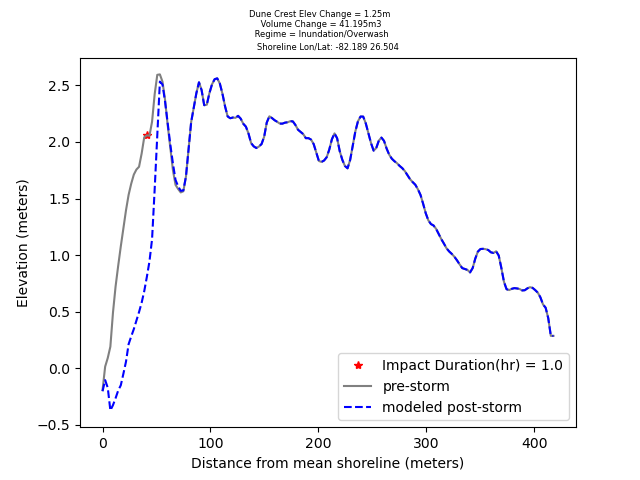 Dune Crest Elev Change = 1.25m
Volume Change = 41.195m3
Regime = Inundation/Overwash
Shoreline Lon/Lat: -82.189 26.504
2.5
2.0
1.5
1.0
0.5
0.0
−0.5
Elevation (meters)
Impact Duration(hr) = 1.0
pre-storm
modeled post-storm
0 100 200 300 400
Distance from mean shoreline (meters)